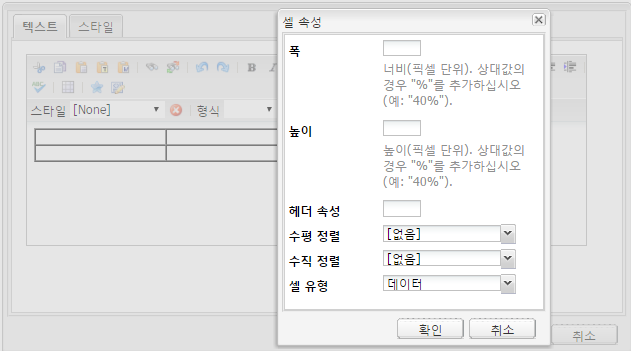 텍스트 스타일
B I
스타일 [None] 형식
셀 속성
폭
너비(픽셀 단위). 상대값의
경우 "%"를 추가하십시오
(예: "40%").
높이
높이(픽셀 단위). 상대값의
경우 "%"를 추가하십시오
(예: "40%").
헤더 속성
수평 정렬 [없음]
수직 정렬 [없음]
셀 유형 데이터
확인 취소
취소